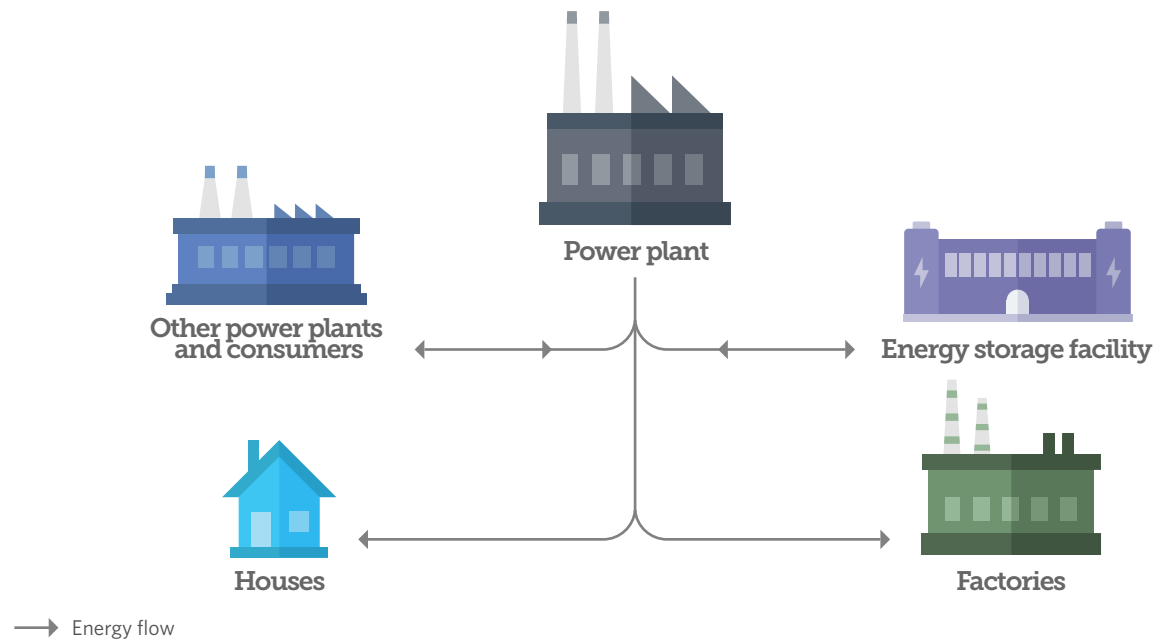 Power plant
Other power plants
and consumers
Energy storage facility
Houses
Factories
Energy flow